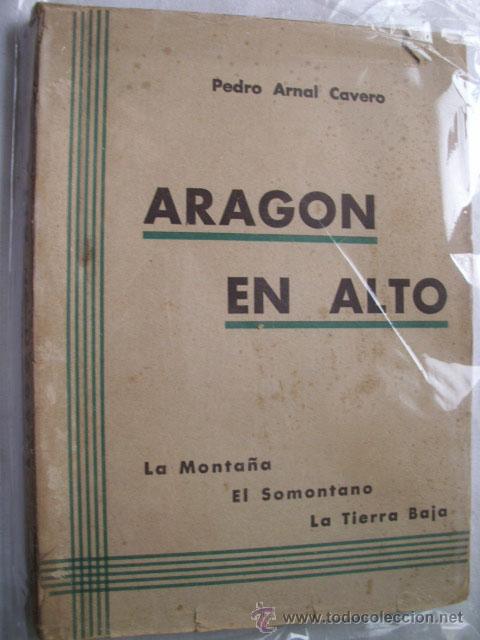 Pedro Arnal Cavero
ARAGON
EN ALTO
La Montaña
El Somontano
La Tierra Baja
www.todocoleccion.net